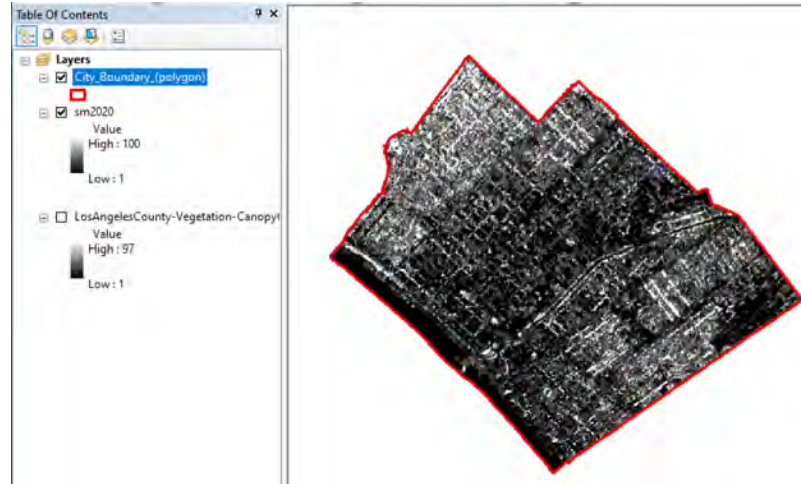 Table Of Contents
Layers
City_Boundary_(polygon)
sm2020
Value
High : 100
Low : 1
LosAngelesCounty-Vegetation-Canopy
Value
High : 97
Low : 1